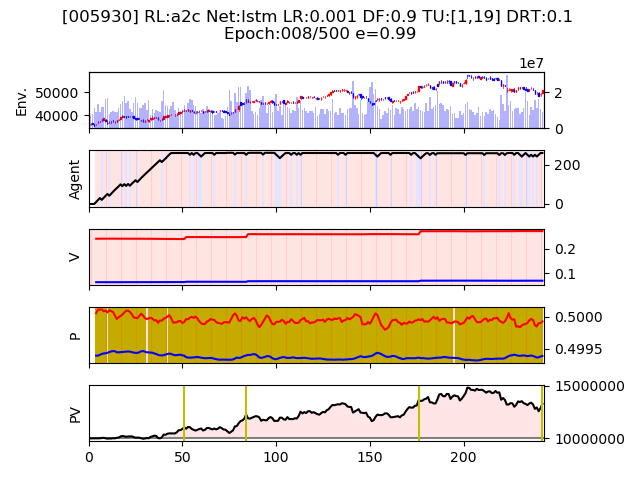 [005930] RL:a2c Net:lstm LR:0.001 DF:0.9 TU:[1,19] DRT:0.1
Epoch:008/500 e=0.99
1e7
Env.
50000
40000
2
0
Agent
200
0
V
0.2
0.1
P
0.5000
0.4995
PV
15000000
10000000
0
50
100
150
200